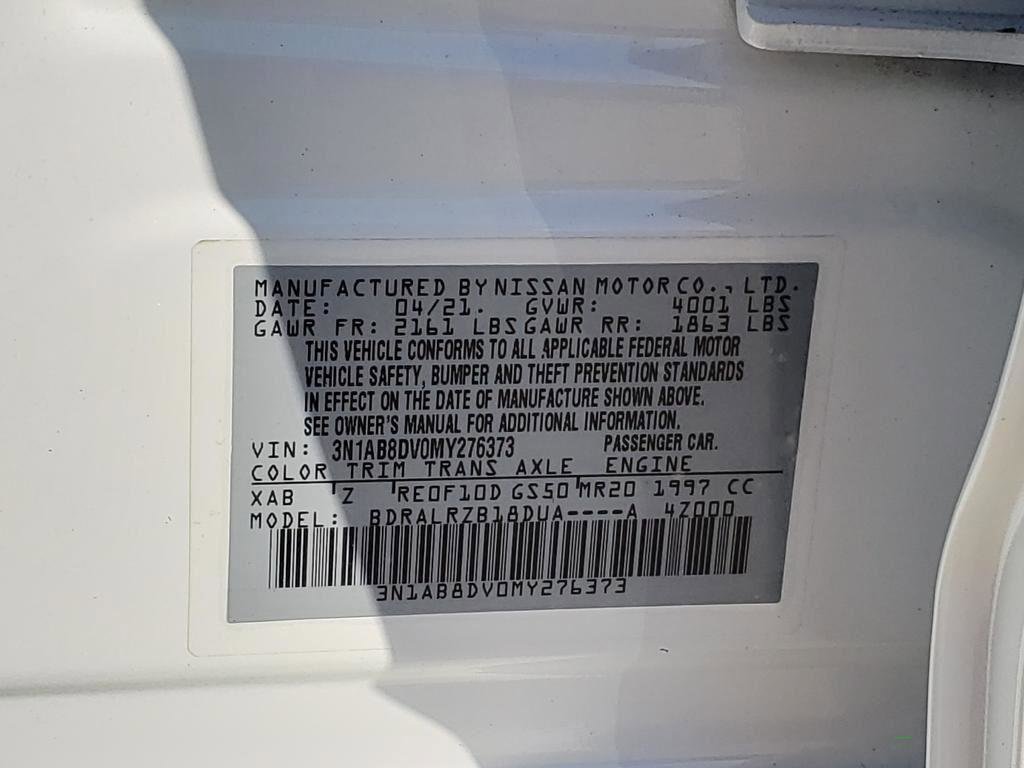 MANUFACTURED BY NISSAN MOTOR CO., LTD.
DATE: 04/21. GVWR: 4001 LBS
GAWR FR: 2161 LBS GAWR RR: 1863 LBS
THIS VEHICLE CONFORMS TO ALL APPLICABLE FEDERAL MOTOR
VEHICLE SAFETY, BUMPER AND THEFT PREVENTION STANDARDS
IN EFFECT ON THE DATE OF MANUFACTURE SHOWN ABOVE.
SEE OWNER'S MANUAL FOR ADDITIONAL INFORMATION.
VIN: 3N1AB8DV0MY276373 PASSENGER CAR.
COLOR TRIM TRANS AXLE ENGINE
XAB Z RE0F10D GS50 MR20 1997 CC
MODEL: BDRALRZB18DUA----A 4Z000
3N1AB8DV0MY276373